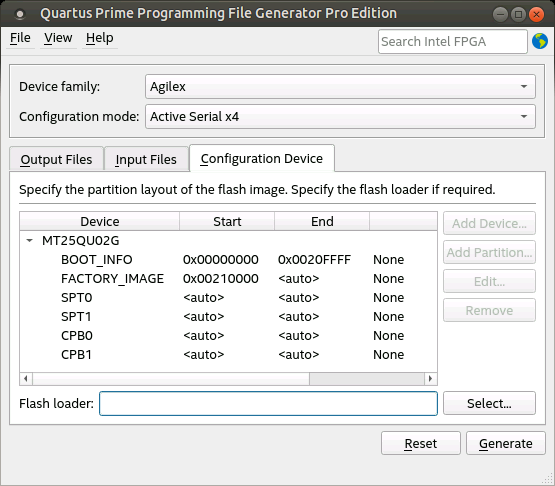 Quartus Prime Programming File Generator Pro Edition
File View Help Search Intel FPGA
Device family: Agilex
Configuration mode: Active Serial x4
Output Files Input Files Configuration Device
Specify the partition layout of the flash image. Specify the flash loader if required.
Device Start End
MT25QU02G
BOOT_INFO 0x00000000 0x0020FFFF None
FACTORY_IMAGE 0x00210000 <auto> None
SPT0 <auto> <auto> None
SPT1 <auto> <auto> None
CPB0 <auto> <auto> None
CPB1 <auto> <auto> None
Add Device...
Add Partition...
Edit...
Remove
Flash loader: Select...
Reset Generate